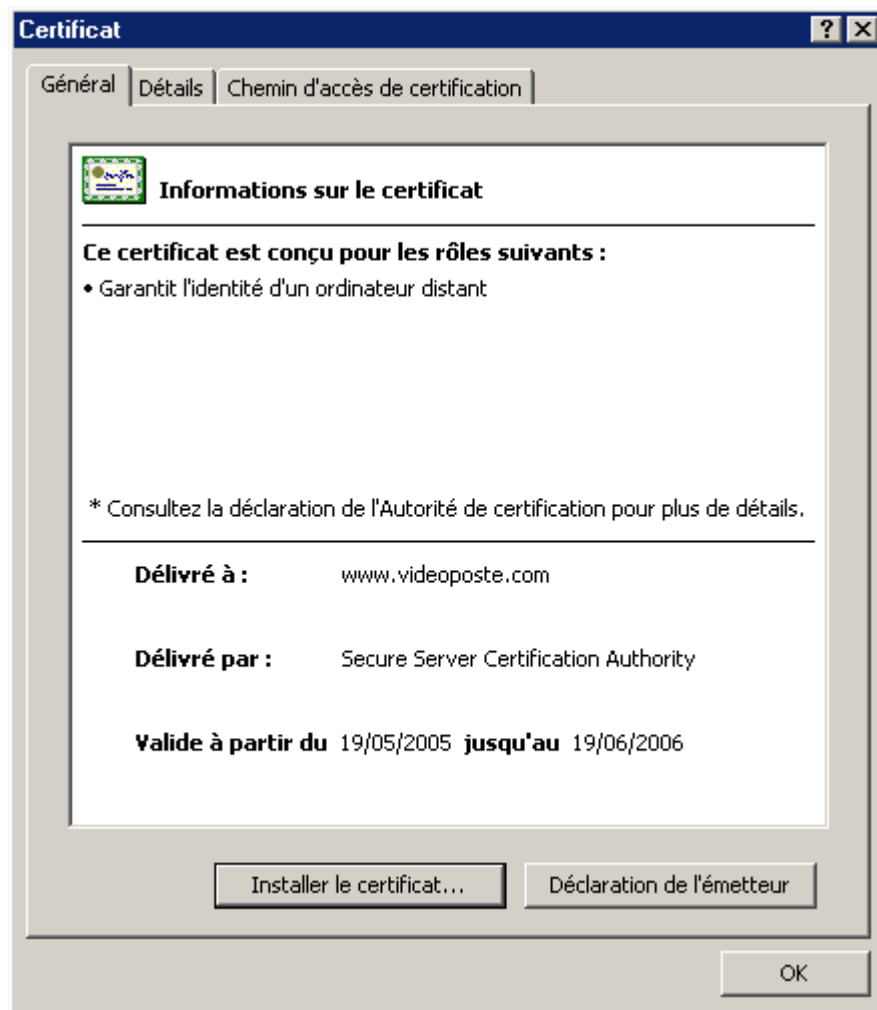 Certificat
Général
Détails
Chemin d'accès de certification
Informations sur le certificat
Ce certificat est conçu pour les rôles suivants :
• Garantit l'identité d'un ordinateur distant
* Consultez la déclaration de l'Autorité de certification pour plus de détails.
Délivré à : www.videoposte.com
Délivré par : Secure Server Certification Authority
Valide à partir du 19/05/2005 jusqu'au 19/06/2006
Installer le certificat...
Déclaration de l'émetteur
OK